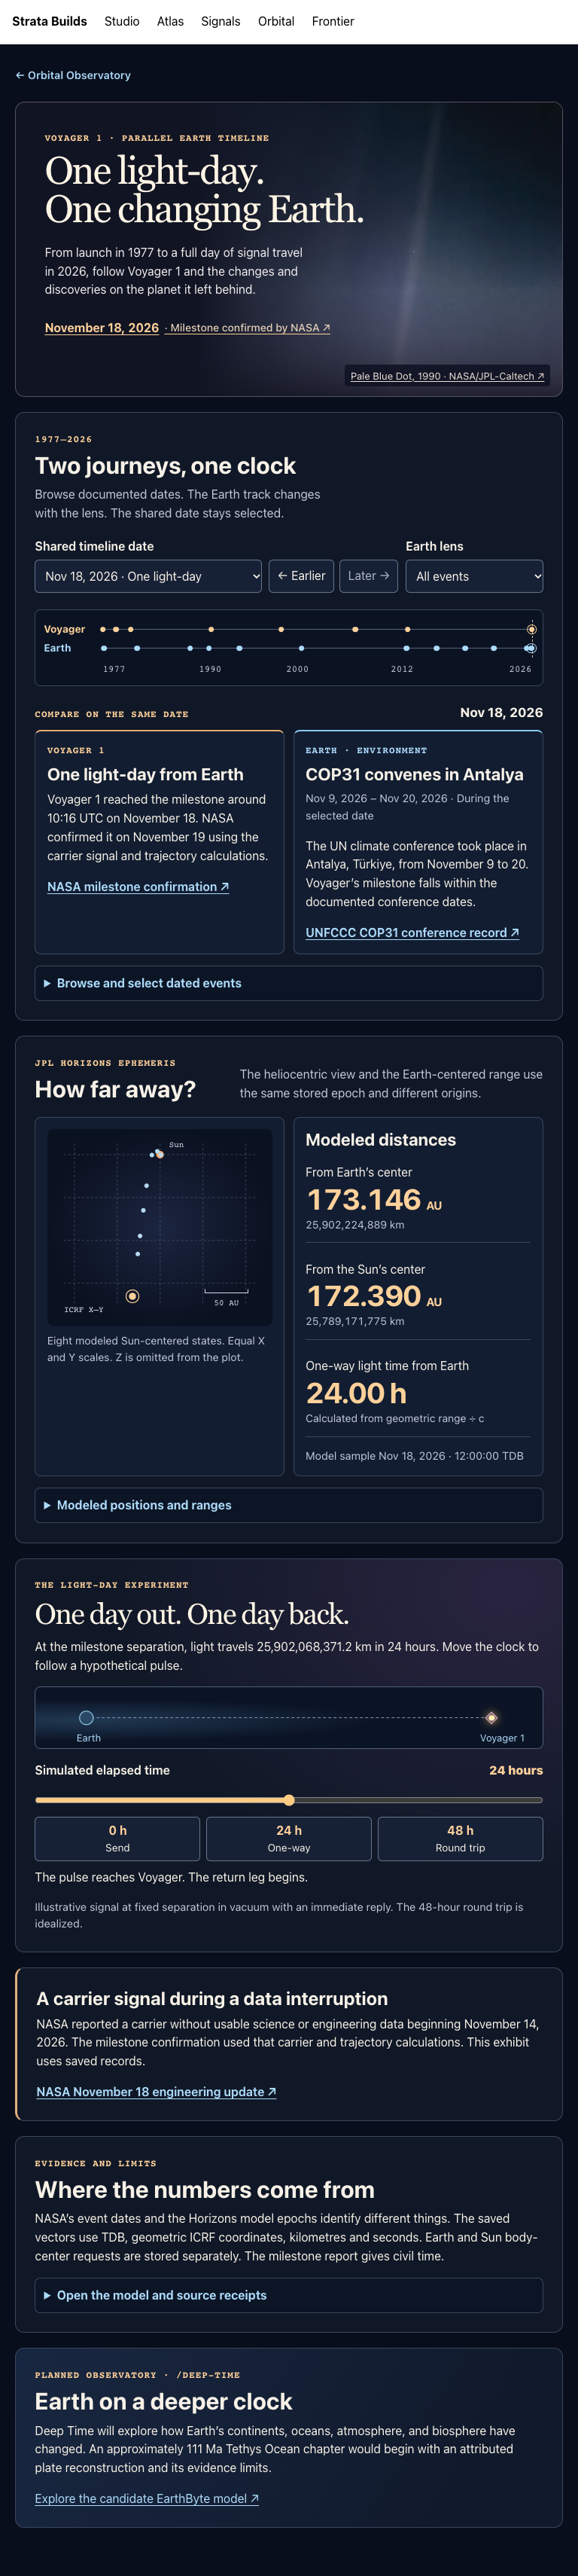 Strata Builds Studio Atlas Signals Orbital Frontier
← Orbital Observatory
VOYAGER 1 · PARALLEL EARTH TIMELINE
One light-day.
One changing Earth.
From launch in 1977 to a full day of signal travel
in 2026, follow Voyager 1 and the changes and
discoveries on the planet it left behind.
November 18, 2026 · Milestone confirmed by NASA ↗
Pale Blue Dot, 1990 · NASA/JPL-Caltech ↗
1977–2026
Two journeys, one clock
Browse documented dates. The Earth track changes
with the lens. The shared date stays selected.
Shared timeline date
Earth lens
Nov 18, 2026 · One light-day
← Earlier
Later →
All events
Voyager
Earth
1977 1990 2000 2012 2026
COMPARE ON THE SAME DATE
Nov 18, 2026
VOYAGER 1
One light-day from Earth
Voyager 1 reached the milestone around
10:16 UTC on November 18. NASA
confirmed it on November 19 using the
carrier signal and trajectory calculations.
NASA milestone confirmation ↗
EARTH · ENVIRONMENT
COP31 convenes in Antalya
Nov 9, 2026 – Nov 20, 2026 · During the
selected date
The UN climate conference took place in
Antalya, Türkiye, from November 9 to 20.
Voyager’s milestone falls within the
documented conference dates.
UNFCCC COP31 conference record ↗
▶ Browse and select dated events
JPL HORIZONS EPHEMERIS
How far away?
The heliocentric view and the Earth-centered range use
the same stored epoch and different origins.
Sun
50 AU
ICRF X–Y
Eight modeled Sun-centered states. Equal X
and Y scales. Z is omitted from the plot.
Modeled distances
From Earth’s center
173.146 AU
25,902,224,889 km
From the Sun’s center
172.390 AU
25,789,171,775 km
One-way light time from Earth
24.00 h
Calculated from geometric range ÷ c
Model sample Nov 18, 2026 · 12:00:00 TDB
▶ Modeled positions and ranges
THE LIGHT-DAY EXPERIMENT
One day out. One day back.
At the milestone separation, light travels 25,902,068,371.2 km in 24 hours. Move the clock to
follow a hypothetical pulse.
Earth
Voyager 1
Simulated elapsed time
24 hours
0 h
Send
24 h
One-way
48 h
Round trip
The pulse reaches Voyager. The return leg begins.
Illustrative signal at fixed separation in vacuum with an immediate reply. The 48-hour round trip is
idealized.
A carrier signal during a data interruption
NASA reported a carrier without usable science or engineering data beginning November 14,
2026. The milestone confirmation used that carrier and trajectory calculations. This exhibit
uses saved records.
NASA November 18 engineering update ↗
EVIDENCE AND LIMITS
Where the numbers come from
NASA’s event dates and the Horizons model epochs identify different things. The saved
vectors use TDB, geometric ICRF coordinates, kilometres and seconds. Earth and Sun body-
center requests are stored separately. The milestone report gives civil time.
▶ Open the model and source receipts
PLANNED OBSERVATORY · /DEEP-TIME
Earth on a deeper clock
Deep Time will explore how Earth’s continents, oceans, atmosphere, and biosphere have
changed. An approximately 111 Ma Tethys Ocean chapter would begin with an attributed
plate reconstruction and its evidence limits.
Explore the candidate EarthByte model ↗